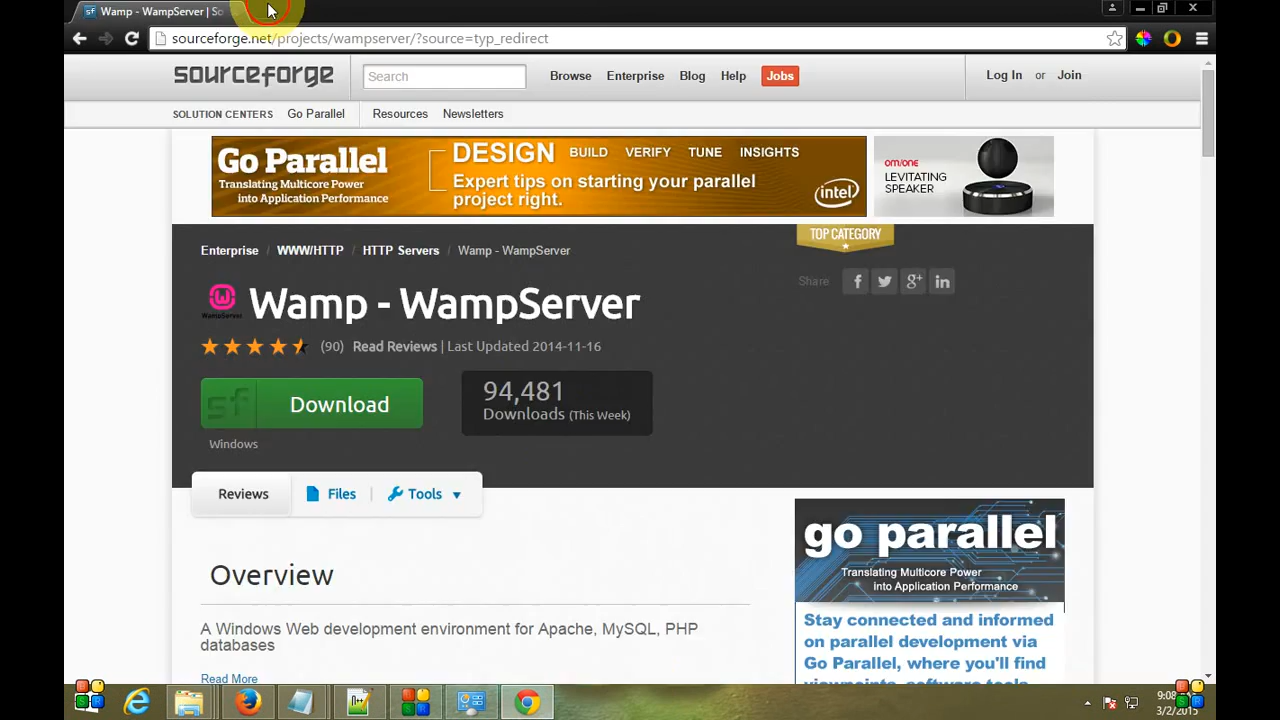 Wamp - WampServer | So
sourceforge.net/projects/wampserver/?source=typ_redirect
sourceforge
Search
Browse
Enterprise
Blog
Help
Jobs
Log In or Join
SOLUTION CENTERS
Go Parallel
Resources
Newsletters
Go Parallel
Translating Multicore Power
into Application Performance
DESIGN BUILD VERIFY TUNE INSIGHTS
Expert tips on starting your parallel
project right.
intel
OM/ONE
LEVITATING
SPEAKER
Enterprise / WWW/HTTP / HTTP Servers / Wamp - WampServer
TOP CATEGORY
Share
Wamp - WampServer
(90) Read Reviews | Last Updated 2014-11-16
sf Download
Windows
94,481
Downloads (This Week)
Reviews
Files
Tools
Overview
A Windows Web development environment for Apache, MySQL, PHP
databases
Read More
go parallel
Translating Multicore Power
into Application Performance
Stay connected and informed
on parallel development via
Go Parallel, where you'll find
viewpoints, software tools